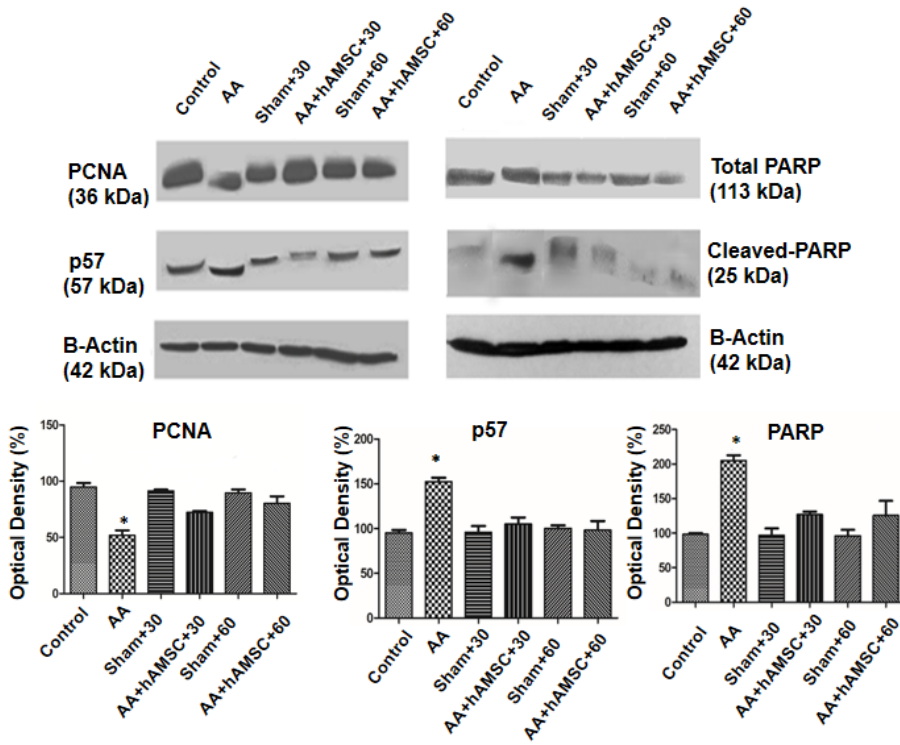 Control
AA
Sham+30
AA+hAMSC+30
Sham+60
AA+hAMSC+60
Control
AA
Sham+30
AA+hAMSC+30
Sham+60
AA+hAMSC+60
PCNA
(36 kDa)
Total PARP
(113 kDa)
p57
(57 kDa)
Cleaved-PARP
(25 kDa)
B-Actin
(42 kDa)
B-Actin
(42 kDa)
PCNA
Optical Density (%)
150
100
50
0
*
Control
AA
Sham+30
AA+hAMSC+30
Sham+60
AA+hAMSC+60
p57
Optical Density (%)
200
150
100
50
0
*
Control
AA
Sham+30
AA+hAMSC+30
Sham+60
AA+hAMSC+60
PARP
Optical Density (%)
250
200
150
100
50
0
*
Control
AA
Sham+30
AA+hAMSC+30
Sham+60
AA+hAMSC+60